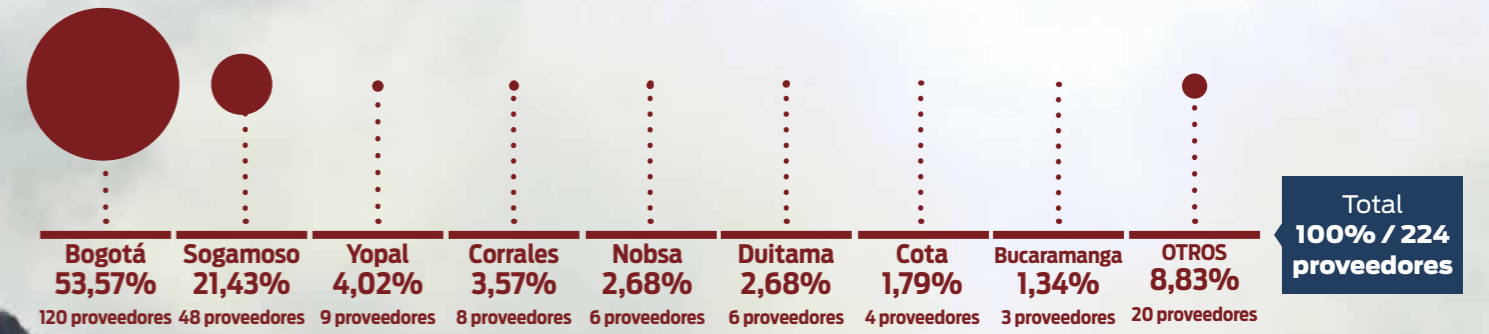 Bogotá
53,57%
120 proveedores
Sogamoso
21,43%
48 proveedores
Yopal
4,02%
9 proveedores
Corrales
3,57%
8 proveedores
Nobsa
2,68%
6 proveedores
Duitama
2,68%
6 proveedores
Cota
1,79%
4 proveedores
Bucaramanga
1,34%
3 proveedores
OTROS
8,83%
20 proveedores
Total
100% / 224
proveedores